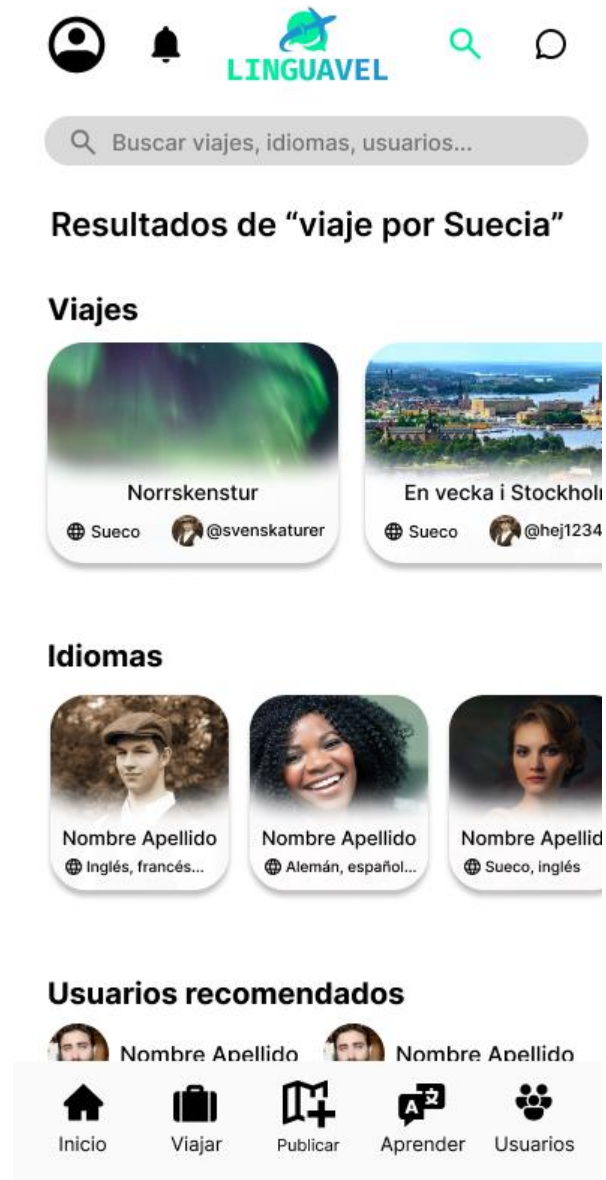 LINGUAVEL
Buscar viajes, idiomas, usuarios...
Resultados de “viaje por Suecia”
Viajes
Norrskenstur
En vecka i Stockholm
Sueco @svenskaturer
Sueco @hej1234
Idiomas
Nombre Apellido
Nombre Apellido
Nombre Apellid
Inglés, francés...
Alemán, español...
Sueco, inglés
Usuarios recomendados
Nombre Apellido
Nombre Apellido
Inicio
Viajar
Publicar
Aprender
Usuarios